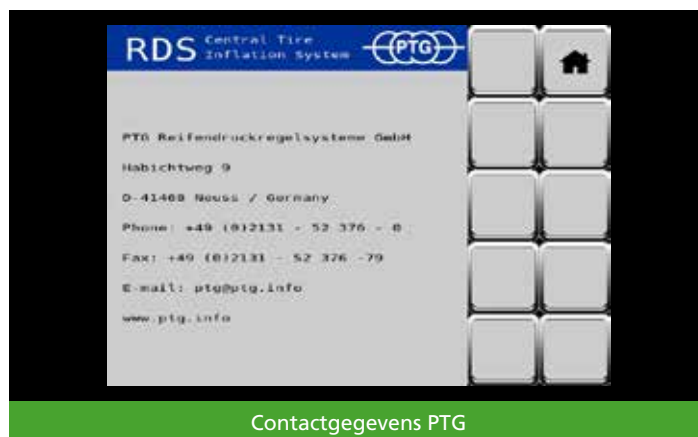 RDS Central Tire
Inflation System PTG
PTG Reifendruckregelsysteme GmbH
Habichtweg 9
D-41468 Neuss / Germany
Phone: +49 (0)2131 - 52 376 - 0
Fax: +49 (0)2131 - 52 376 -79
E-mail: ptg@ptg.info
www.ptg.info
Contactgegevens PTG